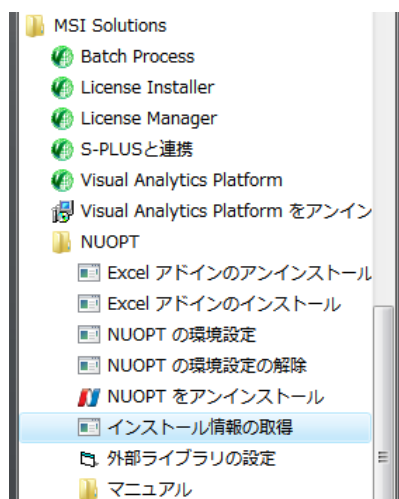 MSI Solutions
Batch Process
License Installer
License Manager
S-PLUSと連携
Visual Analytics Platform
Visual Analytics Platform をアンイン
NUOPT
Excel アドインのアンインストール
Excel アドインのインストール
NUOPT の環境設定
NUOPT の環境設定の解除
NUOPT をアンインストール
インストール情報の取得
外部ライブラリの設定
マニュアル